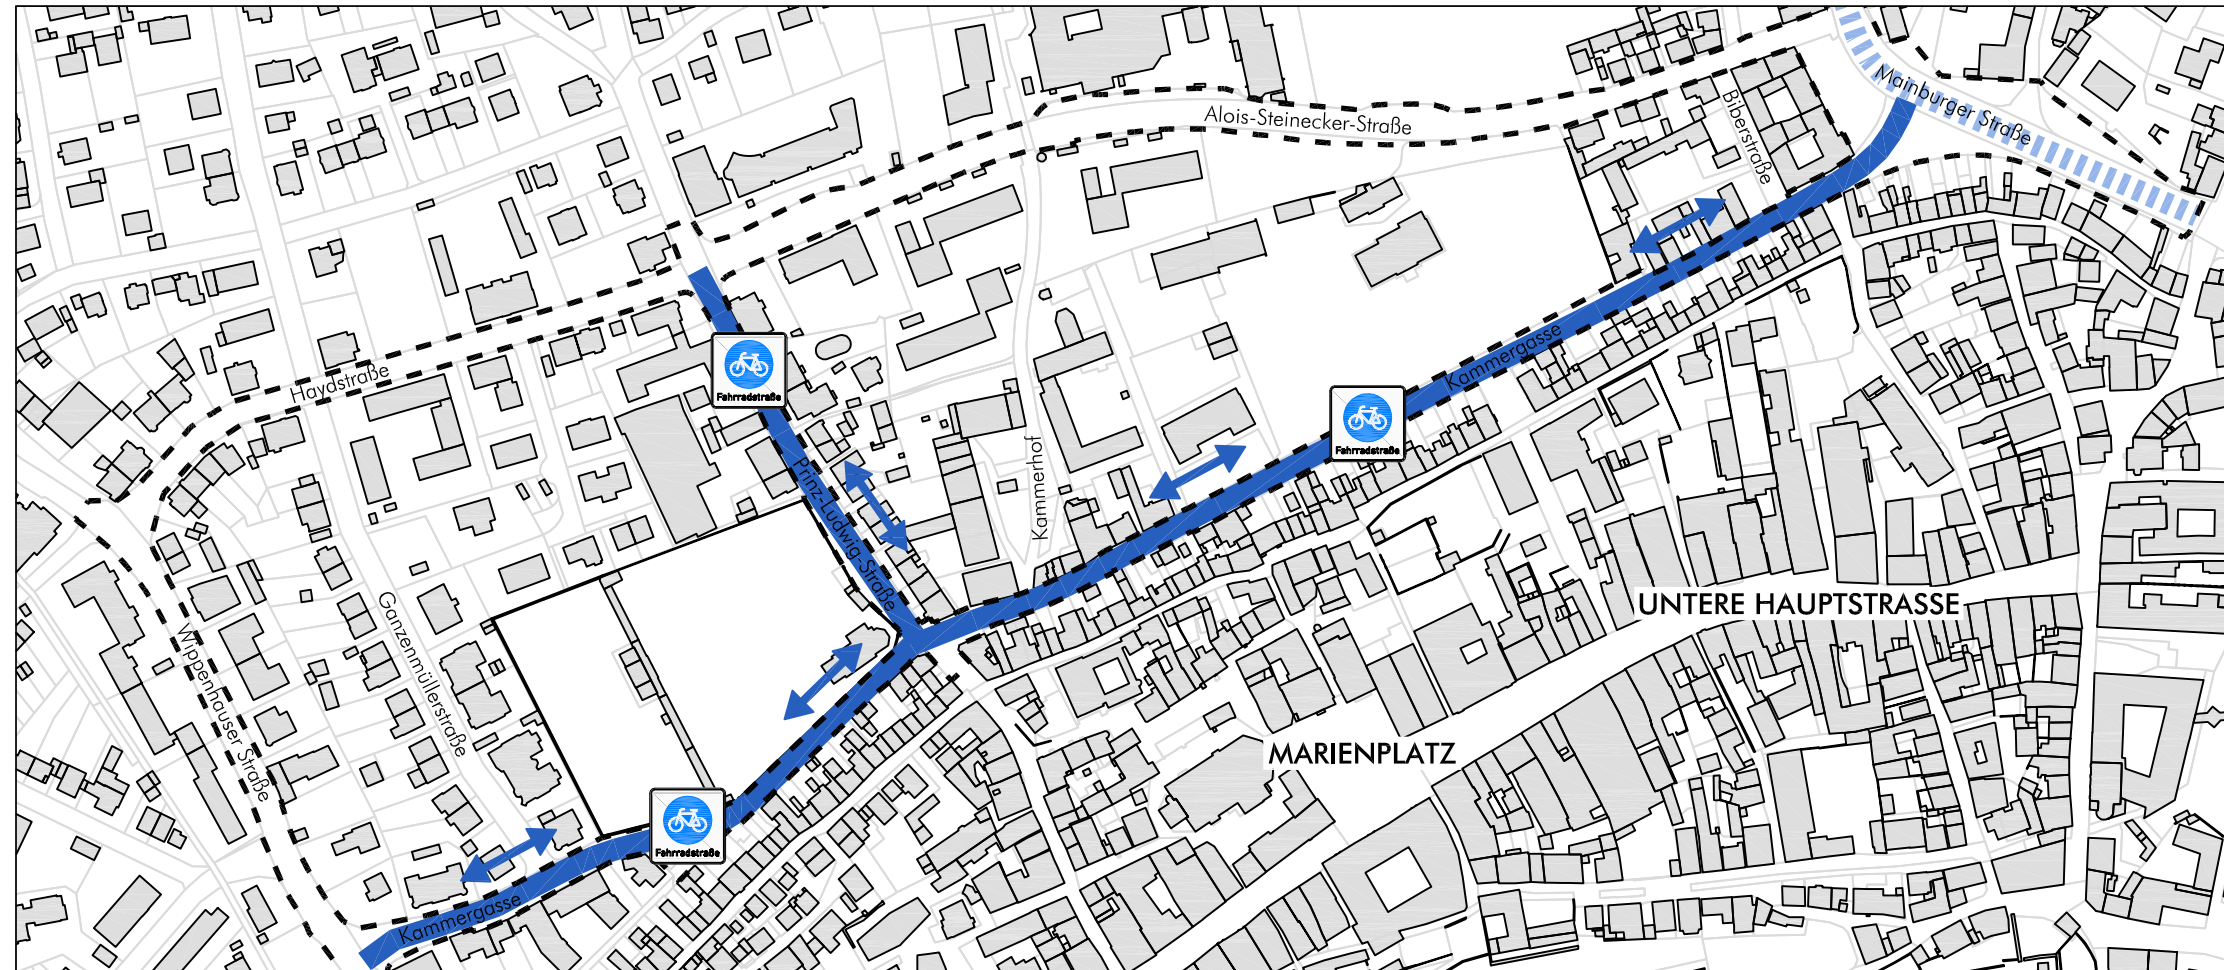 Mainburger Straße
Alois-Steinecker-Straße
Biberstraße
Haydstraße
Fahrradstraße
Kammergasse
Fahrradstraße
Kammerhof
Prinz-Ludwig-Straße
UNTERE HAUPTSTRASSE
Ganzenmüllerstraße
Wippenhauser Straße
MARIENPLATZ
Fahrradstraße
Kammergasse